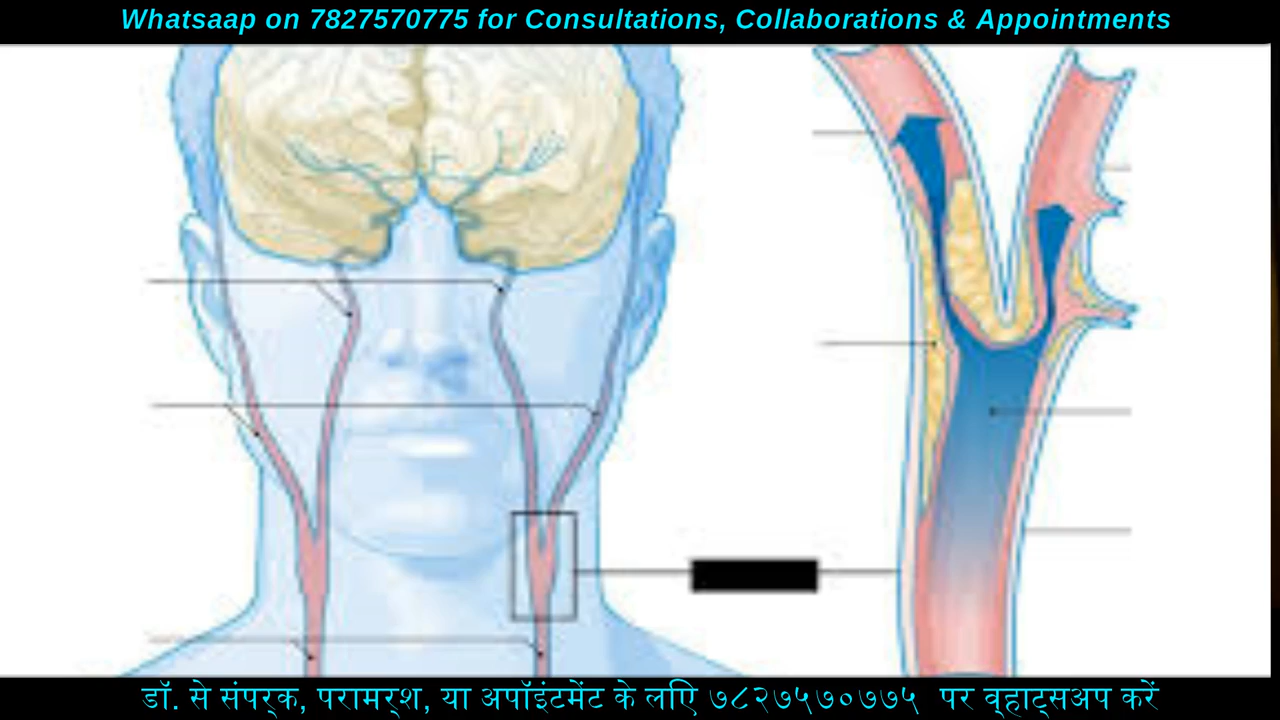 Whatsaap on 7827570775 for Consultations, Collaborations & Appointments
डॉ. से संपर्क, परामर्श, या अपॉइंटमेंट के लिए ७८२७५७०७७५ पर व्हाट्सअप करें